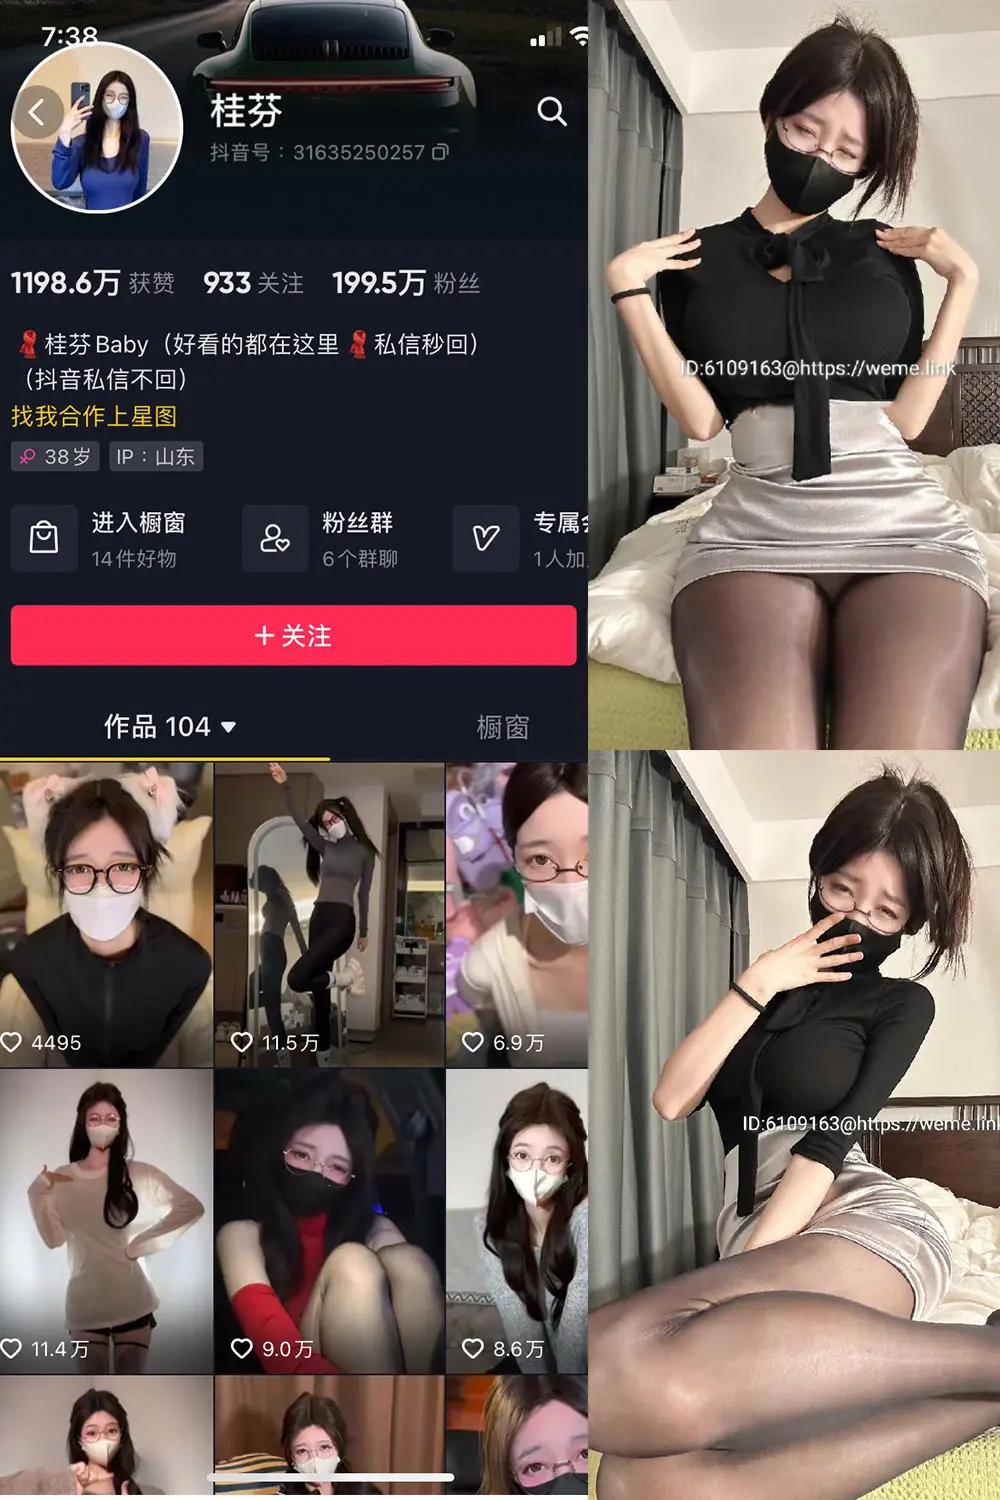 7:38
桂芬
抖音号：31635250257
1198.6万 获赞 933 关注 199.5万 粉丝
桂芬Baby（好看的都在这里 私信秒回）
（抖音私信不回）
找我合作上星图
38岁 IP：山东
进入橱窗
14件好物
粉丝群
6个群聊
专属
1人加
关注
作品 104
橱窗
4495
11.5万
6.9万
11.4万
9.0万
8.6万
ID:6109163@https://weme.link
ID:6109163@https://weme.link